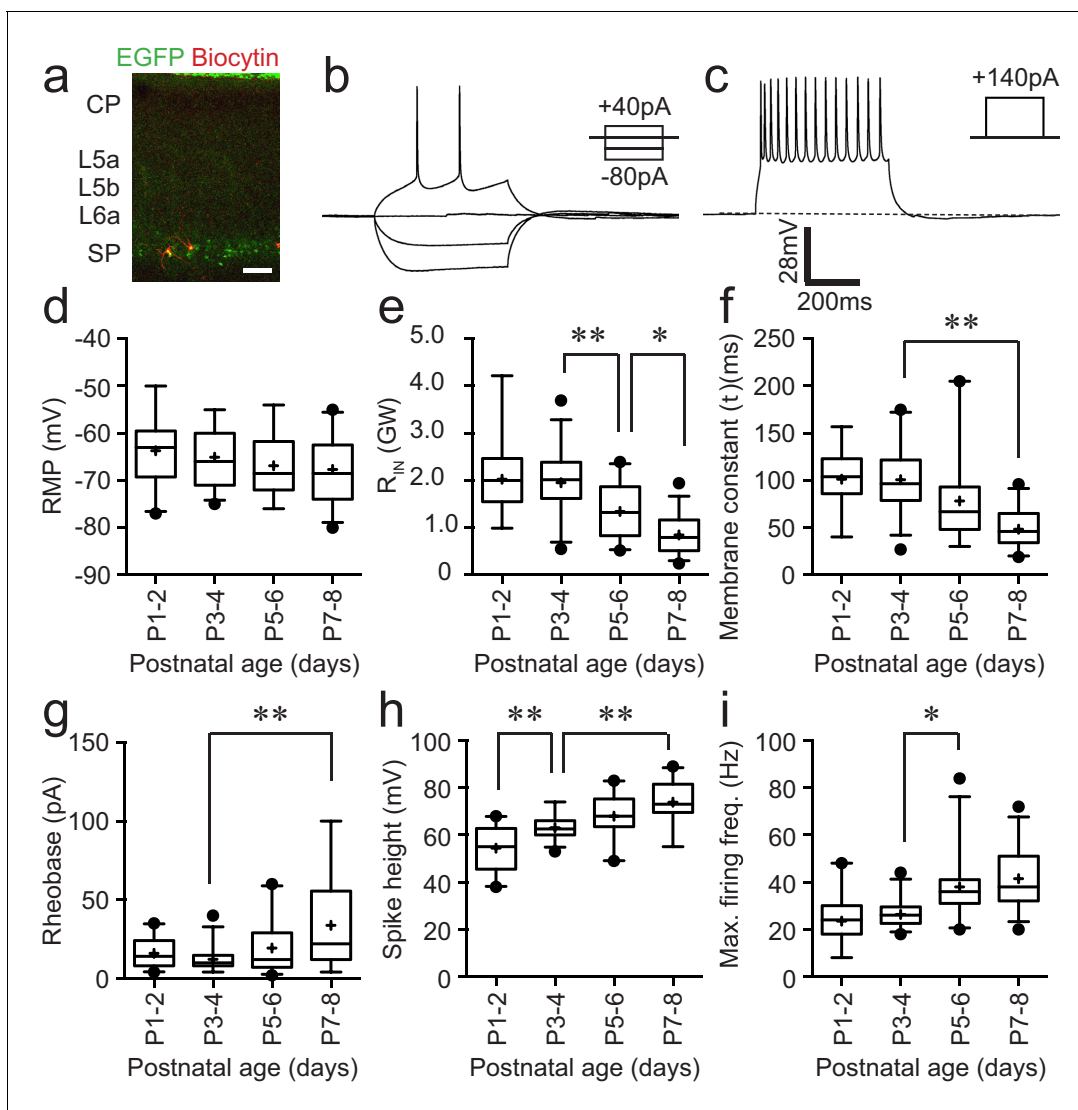 a
EGFP Biocytin
CP
L5a
L5b
L6a
SP
b
+40pA
-80pA
c
+140pA
28mV
200ms
d
RMP (mV)
-40
-50
-60
-70
-80
-90
P1-2
P3-4
P5-6
P7-8
Postnatal age (days)
e
R_IN (GW)
5.0
4.0
3.0
2.0
1.0
0
**
*
P1-2
P3-4
P5-6
P7-8
Postnatal age (days)
f
Membrane constant (t)(ms)
250
200
150
100
50
0
**
P1-2
P3-4
P5-6
P7-8
Postnatal age (days)
g
Rheobase (pA)
150
100
50
0
**
P1-2
P3-4
P5-6
P7-8
Postnatal age (days)
h
Spike height (mV)
100
80
60
40
20
0
**
**
P1-2
P3-4
P5-6
P7-8
Postnatal age (days)
i
Max. firing freq. (Hz)
100
80
60
40
20
0
*
P1-2
P3-4
P5-6
P7-8
Postnatal age (days)